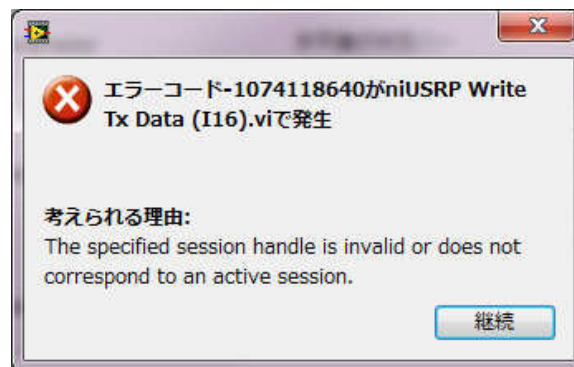 エラーコード-1074118640がniUSRP Write
Tx Data (I16).viで発生
考えられる理由:
The specified session handle is invalid or does not
correspond to an active session.
継続